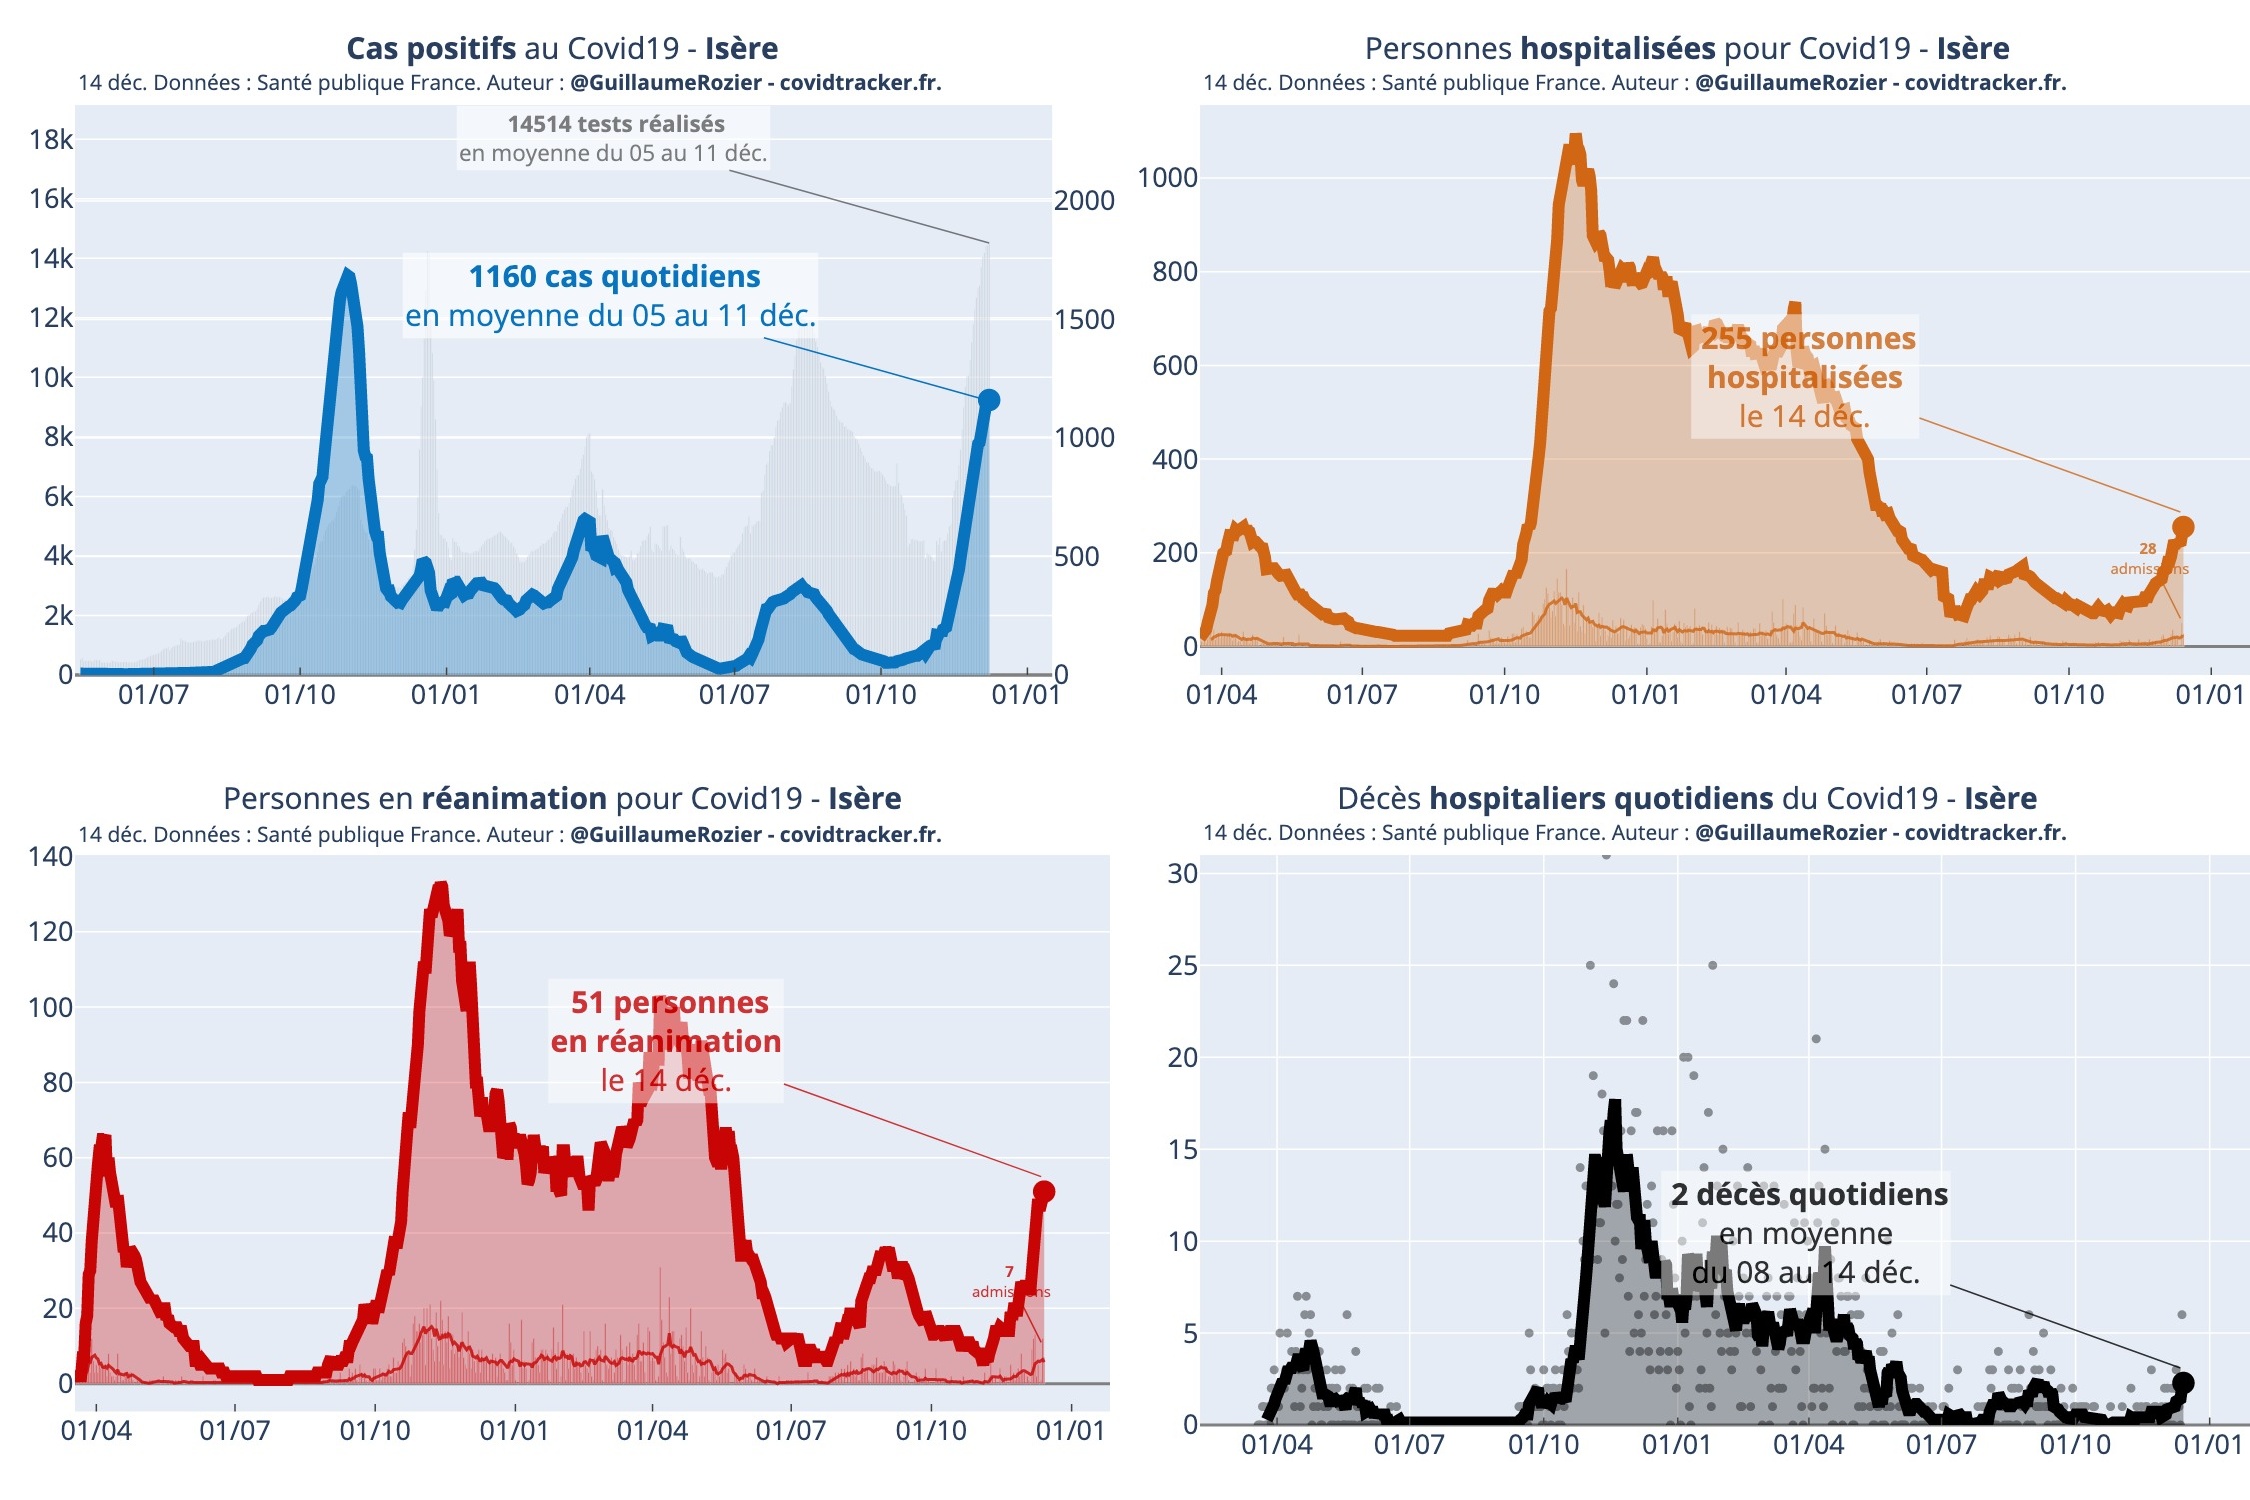 Cas positifs au Covid19 - Isère
14 déc. Données : Santé publique France. Auteur : @GuillaumeRozier - covidtracker.fr.
14514 tests réalisés
en moyenne du 05 au 11 déc.
1160 cas quotidiens
en moyenne du 05 au 11 déc.
18k
16k
14k
12k
10k
8k
6k
4k
2k
0
2000
1500
1000
500
0
01/07 01/10 01/01 01/04 01/07 01/10 01/01
Personnes hospitalisées pour Covid19 - Isère
14 déc. Données : Santé publique France. Auteur : @GuillaumeRozier - covidtracker.fr.
1000
800
600
400
200
0
255 personnes
hospitalisées
le 14 déc.
28
admissions
01/04 01/07 01/10 01/01 01/04 01/07 01/10 01/01
Personnes en réanimation pour Covid19 - Isère
14 déc. Données : Santé publique France. Auteur : @GuillaumeRozier - covidtracker.fr.
140
120
100
80
60
40
20
0
51 personnes
en réanimation
le 14 déc.
7
admissions
01/04 01/07 01/10 01/01 01/04 01/07 01/10 01/01
Décès hospitaliers quotidiens du Covid19 - Isère
14 déc. Données : Santé publique France. Auteur : @GuillaumeRozier - covidtracker.fr.
30
25
20
15
10
5
0
2 décès quotidiens
en moyenne
du 08 au 14 déc.
01/04 01/07 01/10 01/01 01/04 01/07 01/10 01/01